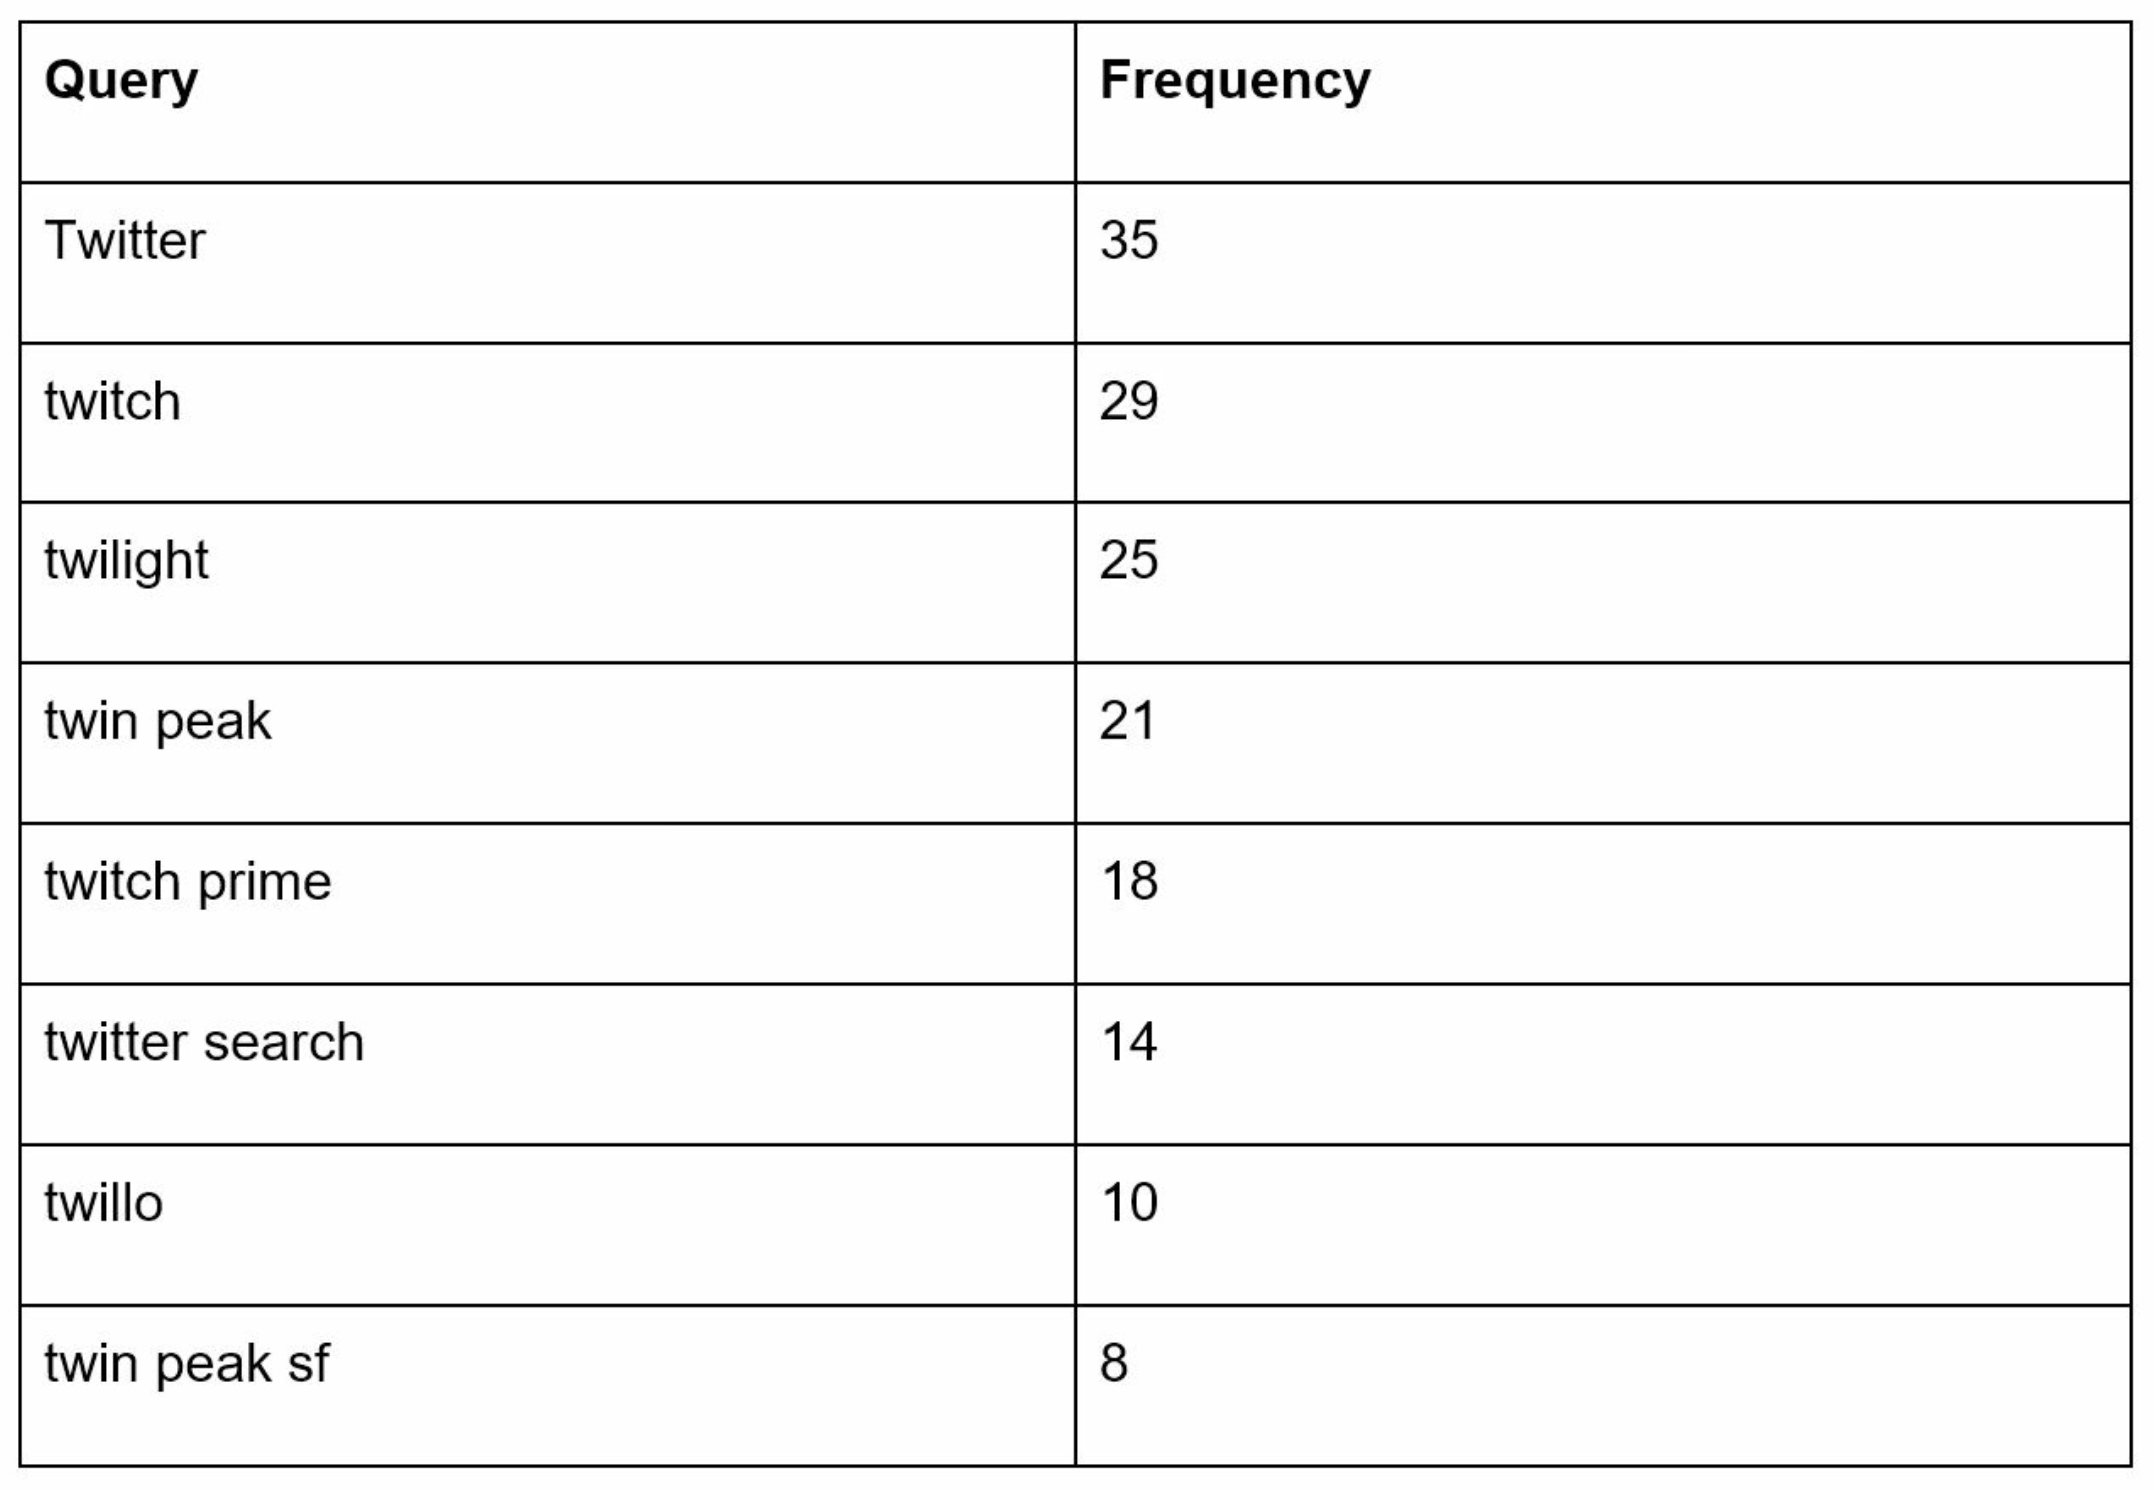 Query Frequency
Twitter 35
twitch 29
twilight 25
twin peak 21
twitch prime 18
twitter search 14
twillo 10
twin peak sf 8